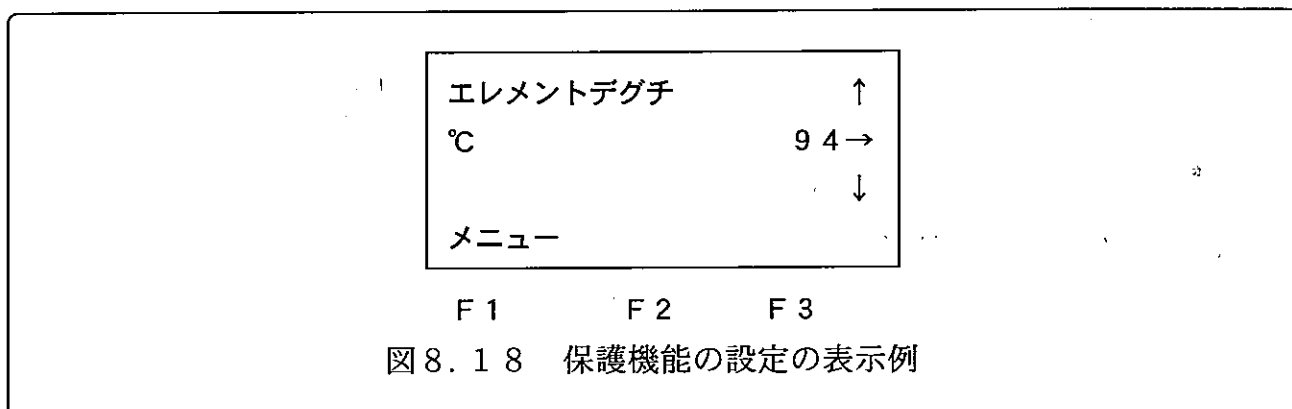 エレメントデグチ ↑
℃ 94→
↓
メニュー
F1 F2 F3
図8.18 保護機能の設定の表示例